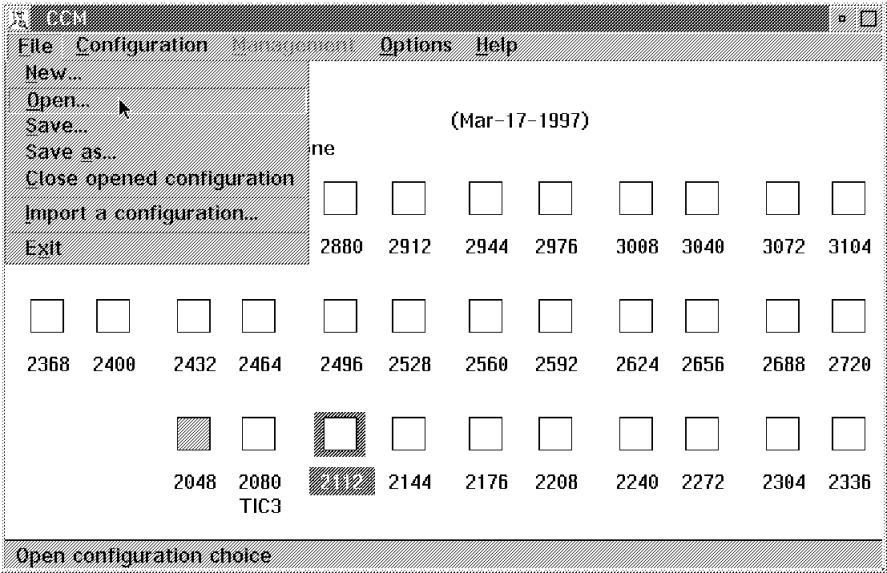 CCM
File Configuration Management Options Help
New...
Open...
(Mar-17-1997)
Save...
Save as...
ne
Close opened configuration
Import a configuration...
Exit
2880 2912 2944 2976 3008 3040 3072 3104
2368 2400 2432 2464 2496 2528 2560 2592 2624 2656 2688 2720
2048 2080 2112 2144 2176 2208 2240 2272 2304 2336
TIC3
Open configuration choice